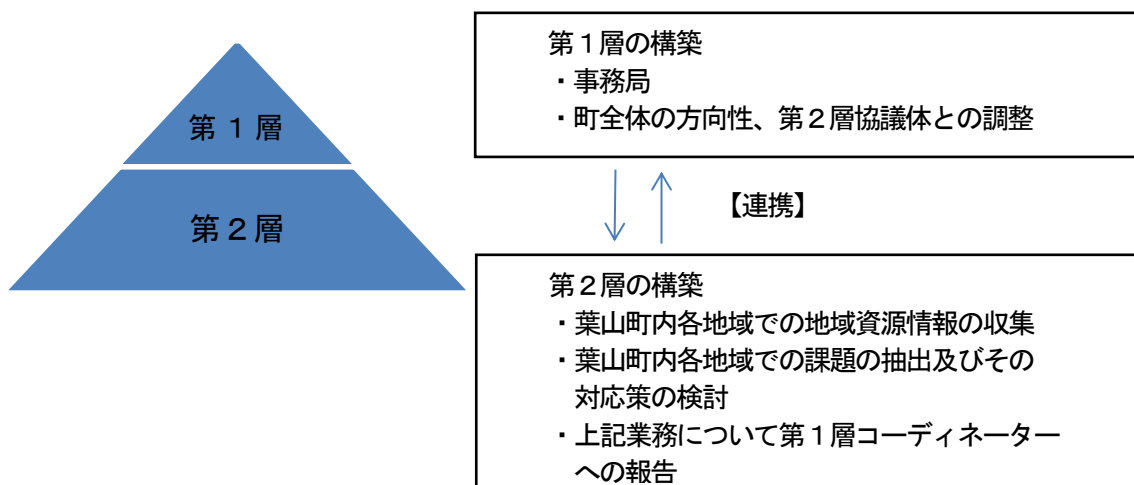 第１層
第２層
第１層の構築
・事務局
・町全体の方向性、第２層協議体との調整
【連携】
第２層の構築
・葉山町内各地域での地域資源情報の収集
・葉山町内各地域での課題の抽出及びその
対応策の検討
・上記業務について第１層コーディネーター
への報告